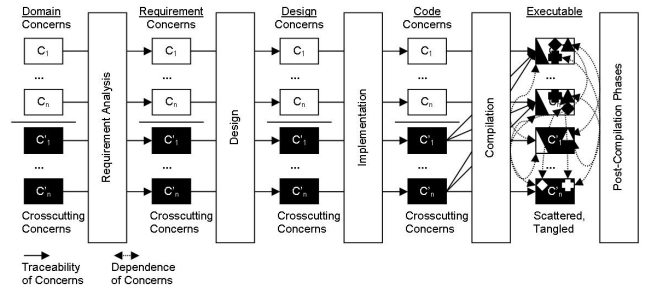 Domain
Concerns
Requirement
Concerns
Design
Concerns
Code
Concerns
Executable
C1
C1
C1
C1
...
...
...
...
...
Cn
Cn
Cn
Cn
C'1
C'1
C'1
C'1
C'1
...
...
...
...
...
C'n
C'n
C'n
C'n
C'n
Crosscutting
Concerns
Crosscutting
Concerns
Crosscutting
Concerns
Crosscutting
Concerns
Scattered,
Tangled
Requirement Analysis
Design
Implementation
Compilation
Post-Compilation Phases
Traceability
of Concerns
Dependence
of Concerns